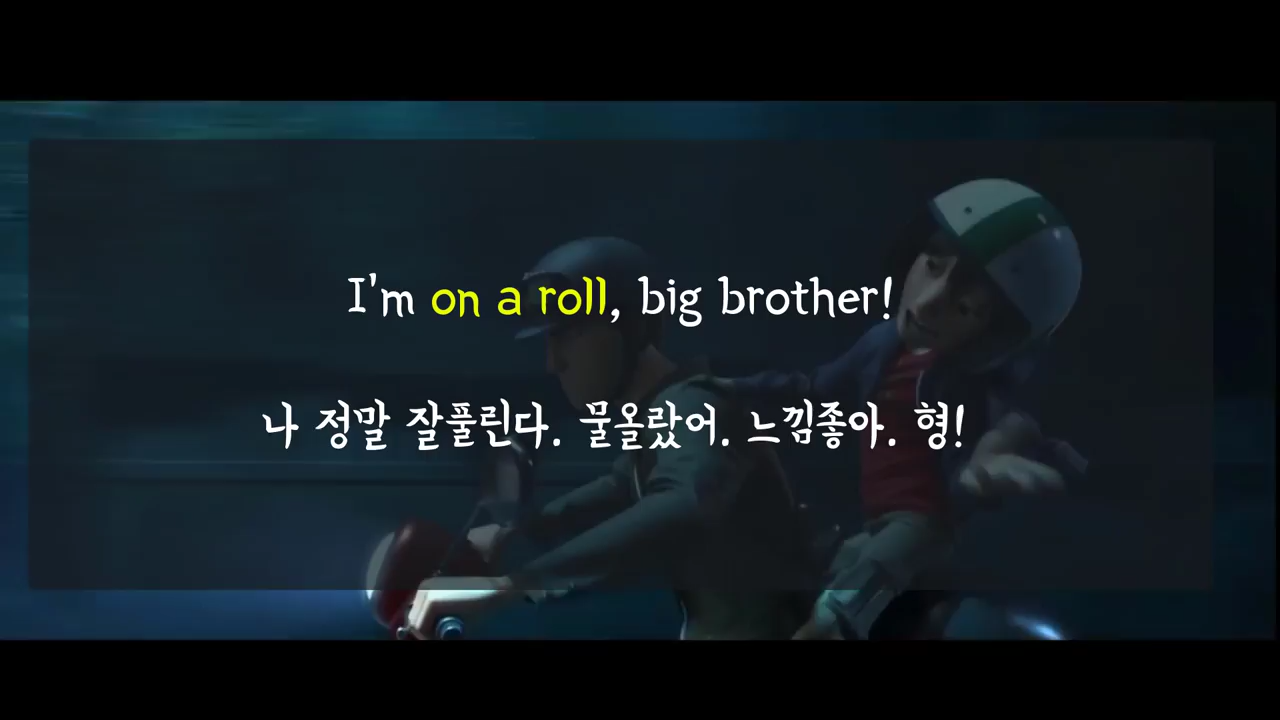 I'm on a roll, big brother!
나 정말 잘풀린다. 물올랐어. 느낌좋아. 형!